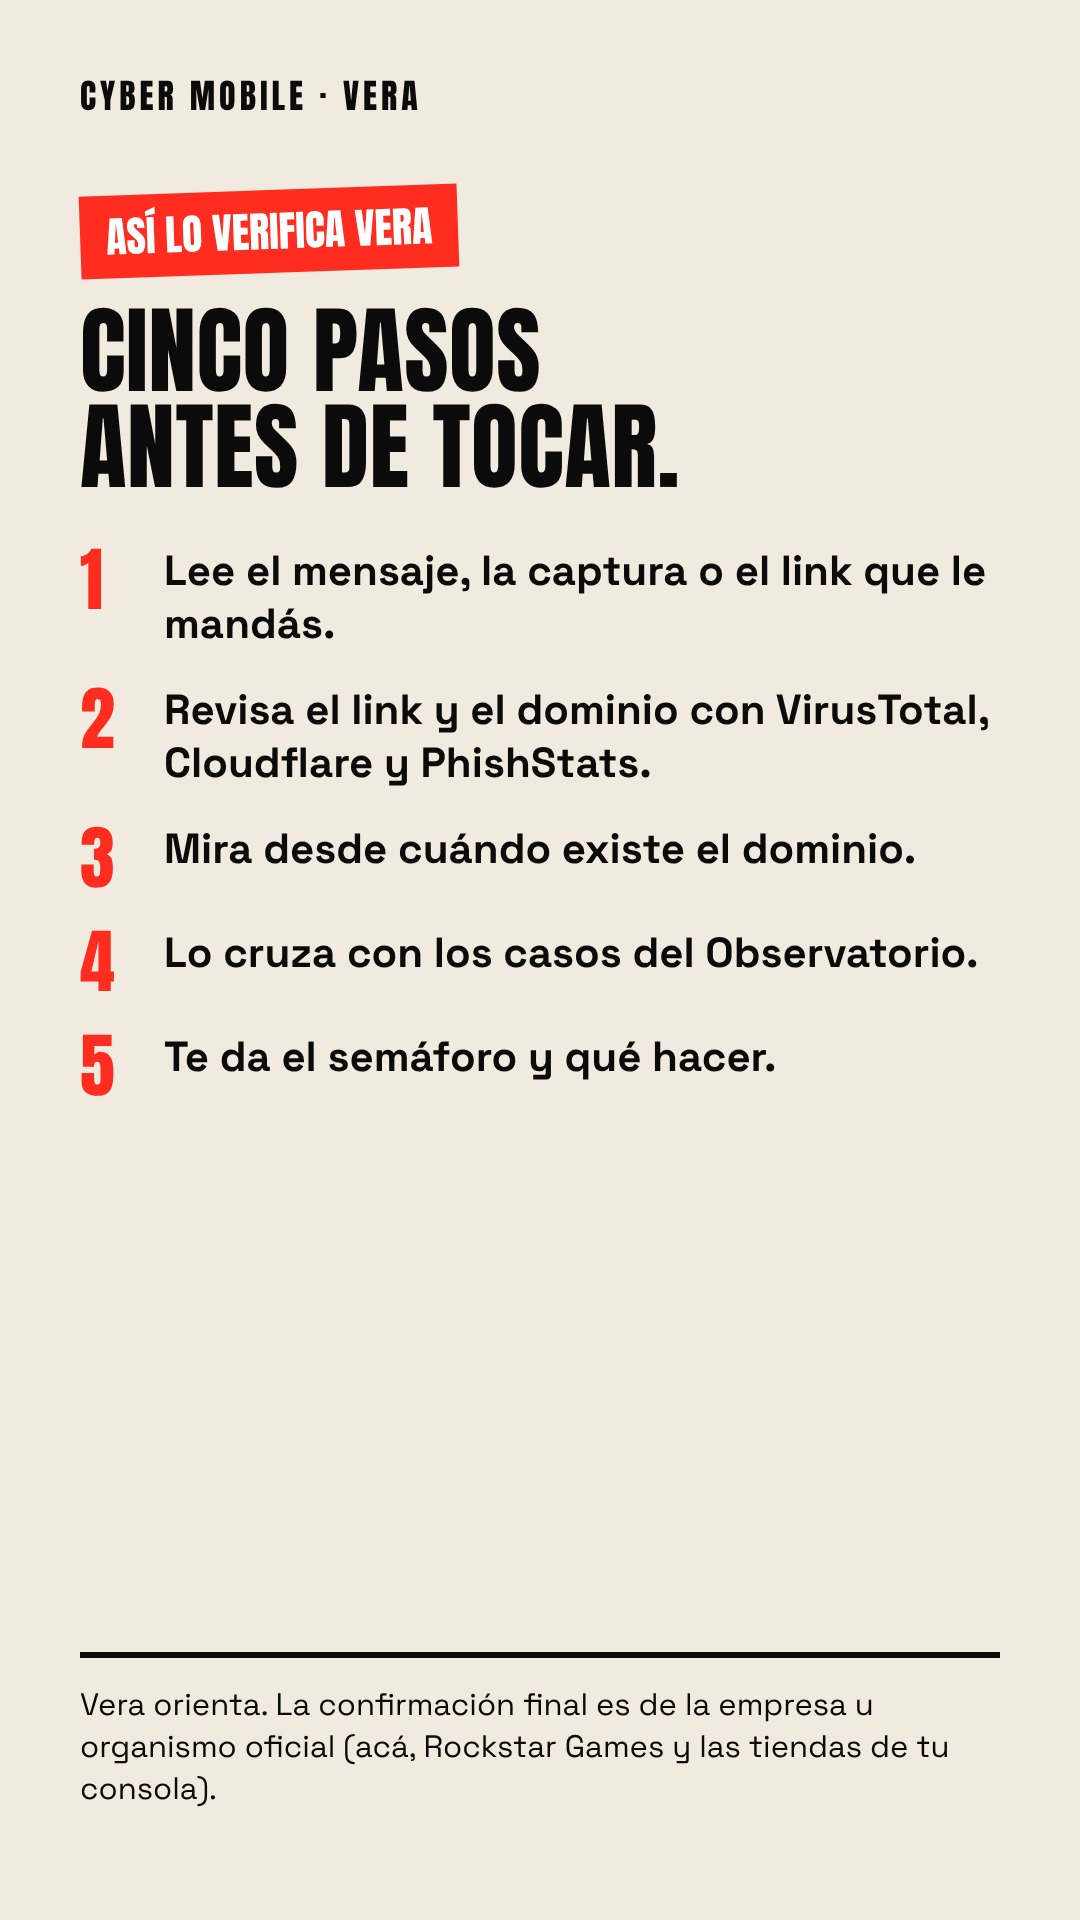 CYBER MOBILE · VERA
ASÍ LO VERIFICA VERA
CINCO PASOS
ANTES DE TOCAR.
1 Lee el mensaje, la captura o el link que le
mandás.
2 Revisa el link y el dominio con VirusTotal,
Cloudflare y PhishStats.
3 Mira desde cuándo existe el dominio.
4 Lo cruza con los casos del Observatorio.
5 Te da el semáforo y qué hacer.
Vera orienta. La confirmación final es de la empresa u
organismo oficial (acá, Rockstar Games y las tiendas de tu
consola).